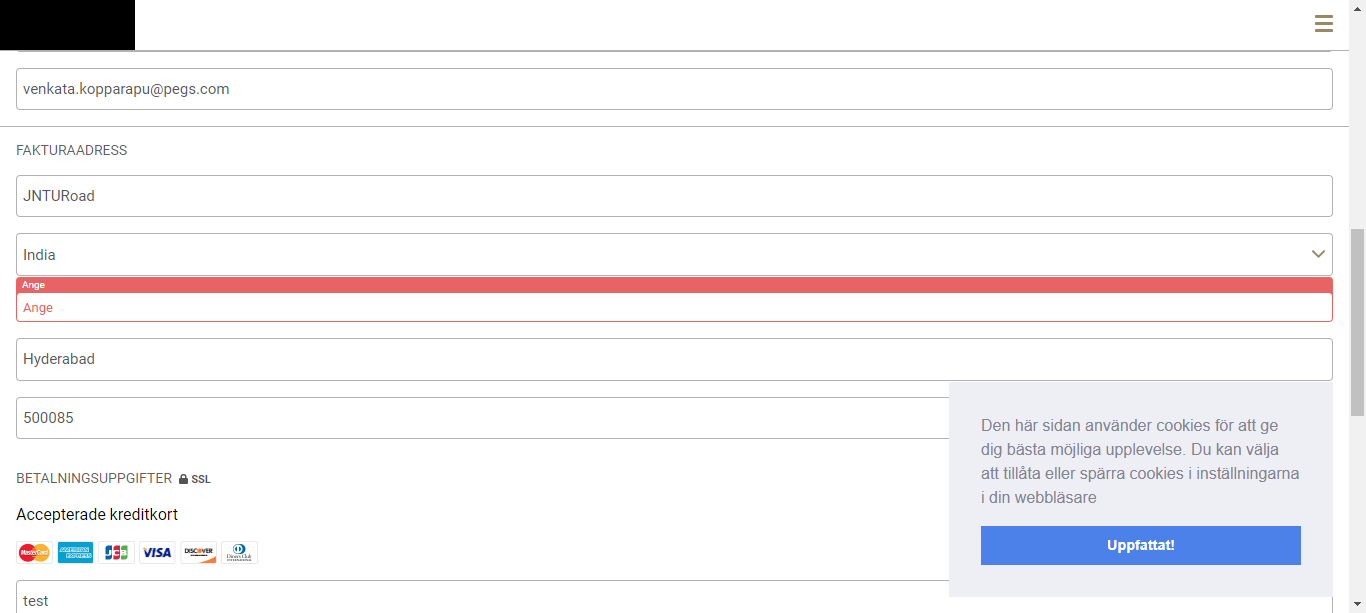 venkata.kopparapu@pegs.com
FAKTURAADRESS
JNTURoad
India
Ange
Ange
Hyderabad
500085
BETALNINGSUPPGIFTER SSL
Accepterade kreditkort
MasterCard AMERICAN EXPRESS JCB VISA DISCOVER Diners Club INTERNATIONAL
test
Den här sidan använder cookies för att ge
dig bästa möjliga upplevelse. Du kan välja
att tillåta eller spärra cookies i inställningarna
i din webbläsare
Uppfattat!